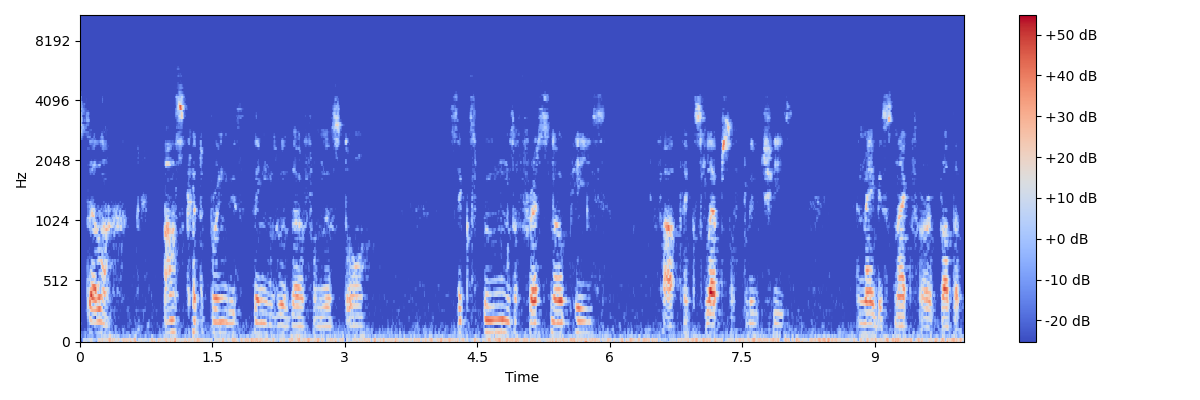 8192
4096
2048
1024
512
0
Hz
0 1.5 3 4.5 6 7.5 9
Time
+50 dB
+40 dB
+30 dB
+20 dB
+10 dB
+0 dB
-10 dB
-20 dB